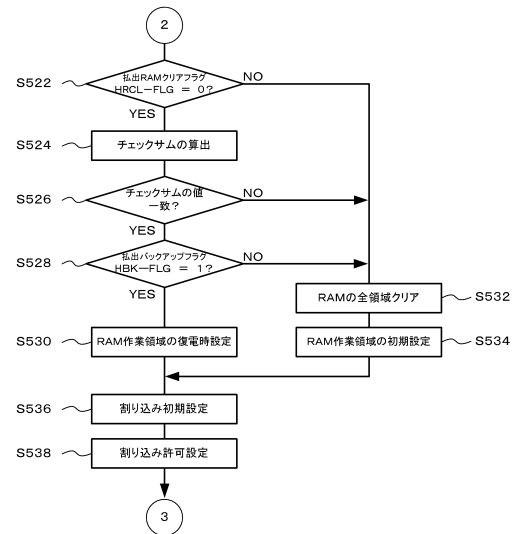 2
S522
払出RAMクリアフラグ
HRCL-FLG = 0?
NO
YES
S524
チェックサムの算出
S526
チェックサムの値
一致?
NO
YES
S528
払出バックアップフラグ
HBK-FLG = 1?
NO
YES
RAMの全領域クリア
S532
S530
RAM作業領域の復電時設定
RAM作業領域の初期設定
S534
S536
割り込み初期設定
S538
割り込み許可設定
3